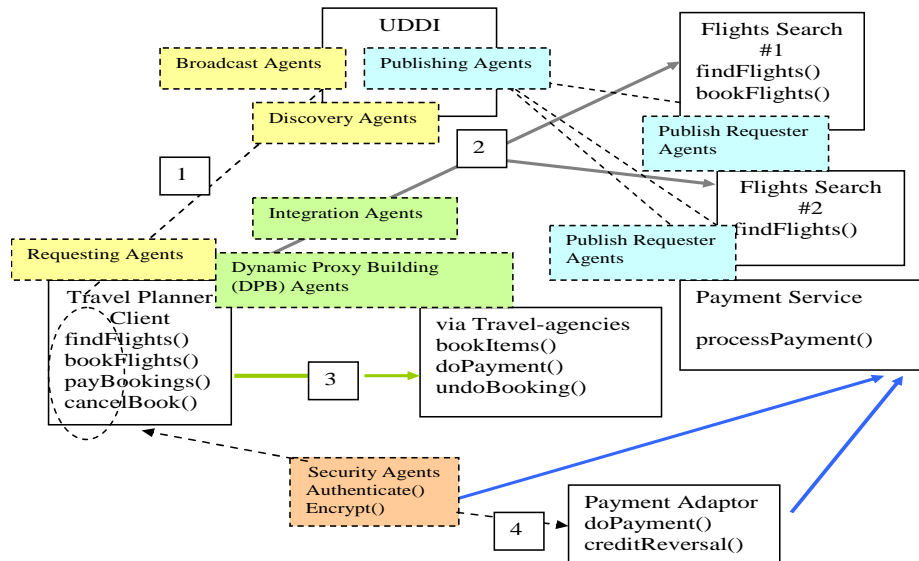 UDDI
Broadcast Agents
Publishing Agents
Discovery Agents
Flights Search
#1
findFlights()
bookFlights()
Publish Requester
Agents
1
2
Flights Search
#2
findFlights()
Integration Agents
Publish Requester
Agents
Requesting Agents
Dynamic Proxy Building
(DPB) Agents
Travel Planner
Client
findFlights()
bookFlights()
payBookings()
cancelBook()
3
via Travel-agencies
bookItems()
doPayment()
undoBooking()
Payment Service
processPayment()
Security Agents
Authenticate()
Encrypt()
4
Payment Adaptor
doPayment()
creditReversal()